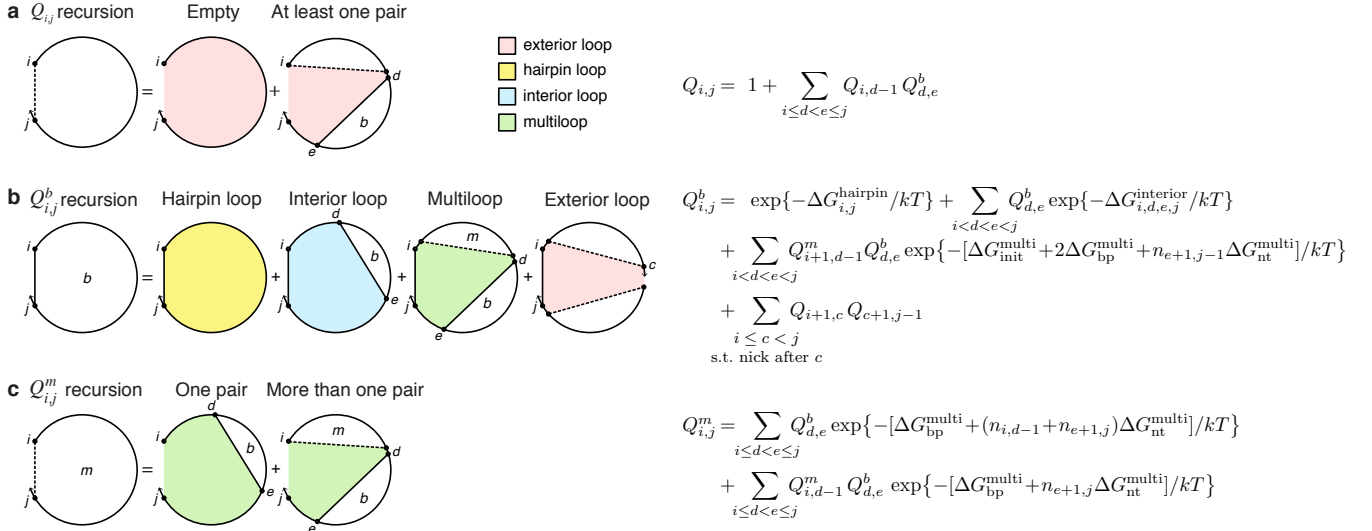 a Q_{i,j} recursion Empty At least one pair
i j = i j + i j d e b
exterior loop
hairpin loop
interior loop
multiloop
Q_{i,j} = 1 + ∑_{i≤d<e≤j} Q_{i,d−1} Q^b_{d,e}
b Q^b_{i,j} recursion Hairpin loop Interior loop Multiloop Exterior loop
i j b = i j + i j d e b + i j d e m b + i j c
Q^b_{i,j} = exp{−ΔG^{hairpin}_{i,j}/kT} + ∑_{i<d<e<j} Q^b_{d,e} exp{−ΔG^{interior}_{i,d,e,j}/kT}
+ ∑_{i<d<e<j} Q^m_{i+1,d−1} Q^b_{d,e} exp{−[ΔG^{multi}_{init}+2ΔG^{multi}_{bp}+n_{e+1,j−1}ΔG^{multi}_{nt}]/kT}
+ ∑_{i ≤ c < j s.t. nick after c} Q_{i+1,c} Q_{c+1,j−1}
c Q^m_{i,j} recursion One pair More than one pair
i j m = i j d e b + i j d e m b
Q^m_{i,j} = ∑_{i≤d<e≤j} Q^b_{d,e} exp{−[ΔG^{multi}_{bp}+(n_{i,d−1}+n_{e+1,j})ΔG^{multi}_{nt}]/kT}
+ ∑_{i≤d<e≤j} Q^m_{i,d−1} Q^b_{d,e} exp{−[ΔG^{multi}_{bp}+n_{e+1,j}ΔG^{multi}_{nt}]/kT}